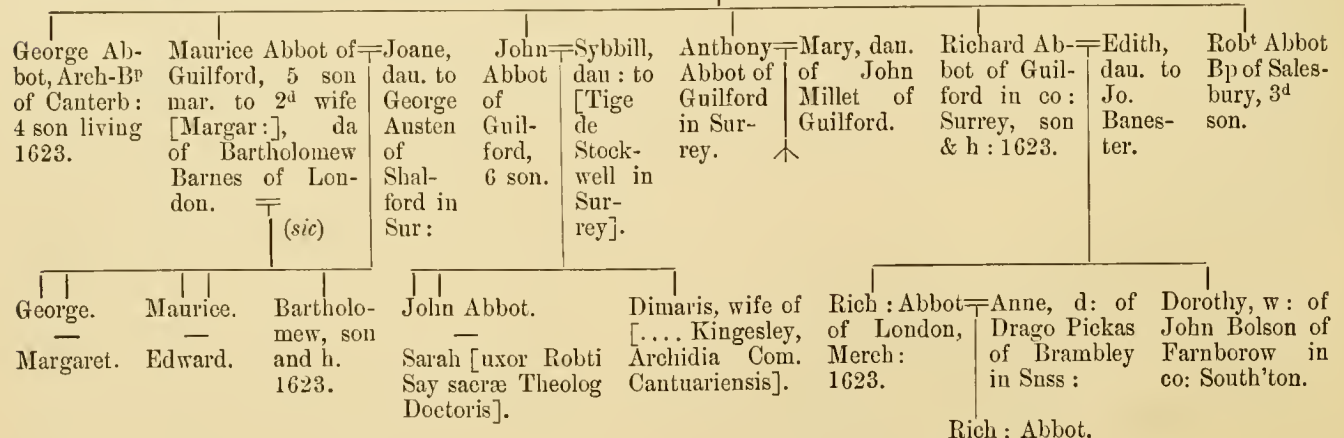 George Ab-
bot, Arch-Bp
of Canterb:
4 son living
1623.
Maurice Abbot of
Guilford, 5 son
mar. to 2d wife
[Margar:], da
of Bartholomew
Barnes of Lon-
don.
(sic)
Joane,
dau. to
George
Austen
of
Shal-
ford in
Sur:
John
Abbot
of
Guil-
ford,
6 son.
Sybbill,
dau: to
[Tige
de
Stock-
well in
Sur-
rey].
Anthony
Abbot of
Guilford
in Sur-
rey.
Mary, dan.
of John
Millet of
Guilford.
Richard Ab-
bot of Guil-
ford in co:
Surrey, son
& h: 1623.
Edith,
dau. to
Jo.
Banes-
ter.
Robt Abbot
Bp of Sales-
bury, 3d
son.
George.
—
Margaret.
Maurice.
—
Edward.
Bartholo-
mew, son
and h.
1623.
John Abbot.
—
Sarah [uxor Robti
Say sacræ Theolog
Doctoris].
Dimaris, wife of
[.... Kingesley,
Archidia Com.
Cantuariensis].
Rich: Abbot
of London,
Merch:
1623.
Anne, d: of
Drago Pickas
of Brambley
in Suss:
Dorothy, w: of
John Bolson of
Farnborow in
co: South'ton.
Rich: Abbot.